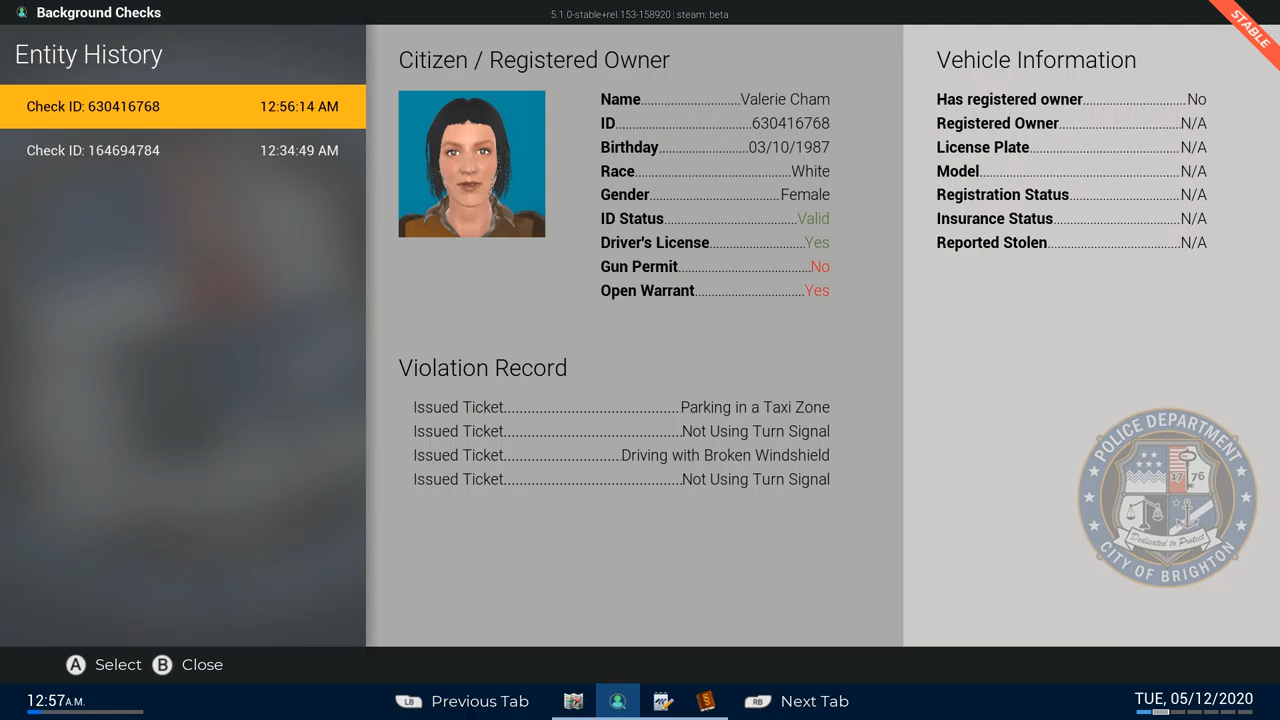 Background Checks
5.1.0-stable+rel.153-158920 | steam: beta
STABLE
Entity History
Check ID: 630416768 12:56:14 AM
Check ID: 164694784 12:34:49 AM
Citizen / Registered Owner
Name Valerie Cham
ID 630416768
Birthday 03/10/1987
Race White
Gender Female
ID Status Valid
Driver's License Yes
Gun Permit No
Open Warrant Yes
Violation Record
Issued Ticket Parking in a Taxi Zone
Issued Ticket Not Using Turn Signal
Issued Ticket Driving with Broken Windshield
Issued Ticket Not Using Turn Signal
Vehicle Information
Has registered owner No
Registered Owner N/A
License Plate N/A
Model N/A
Registration Status N/A
Insurance Status N/A
Reported Stolen N/A
POLICE DEPARTMENT
17 76
Dedicated to Protect
CITY OF BRIGHTON
A Select B Close
12:57 A.M.
LB Previous Tab
RB Next Tab
TUE, 05/12/2020